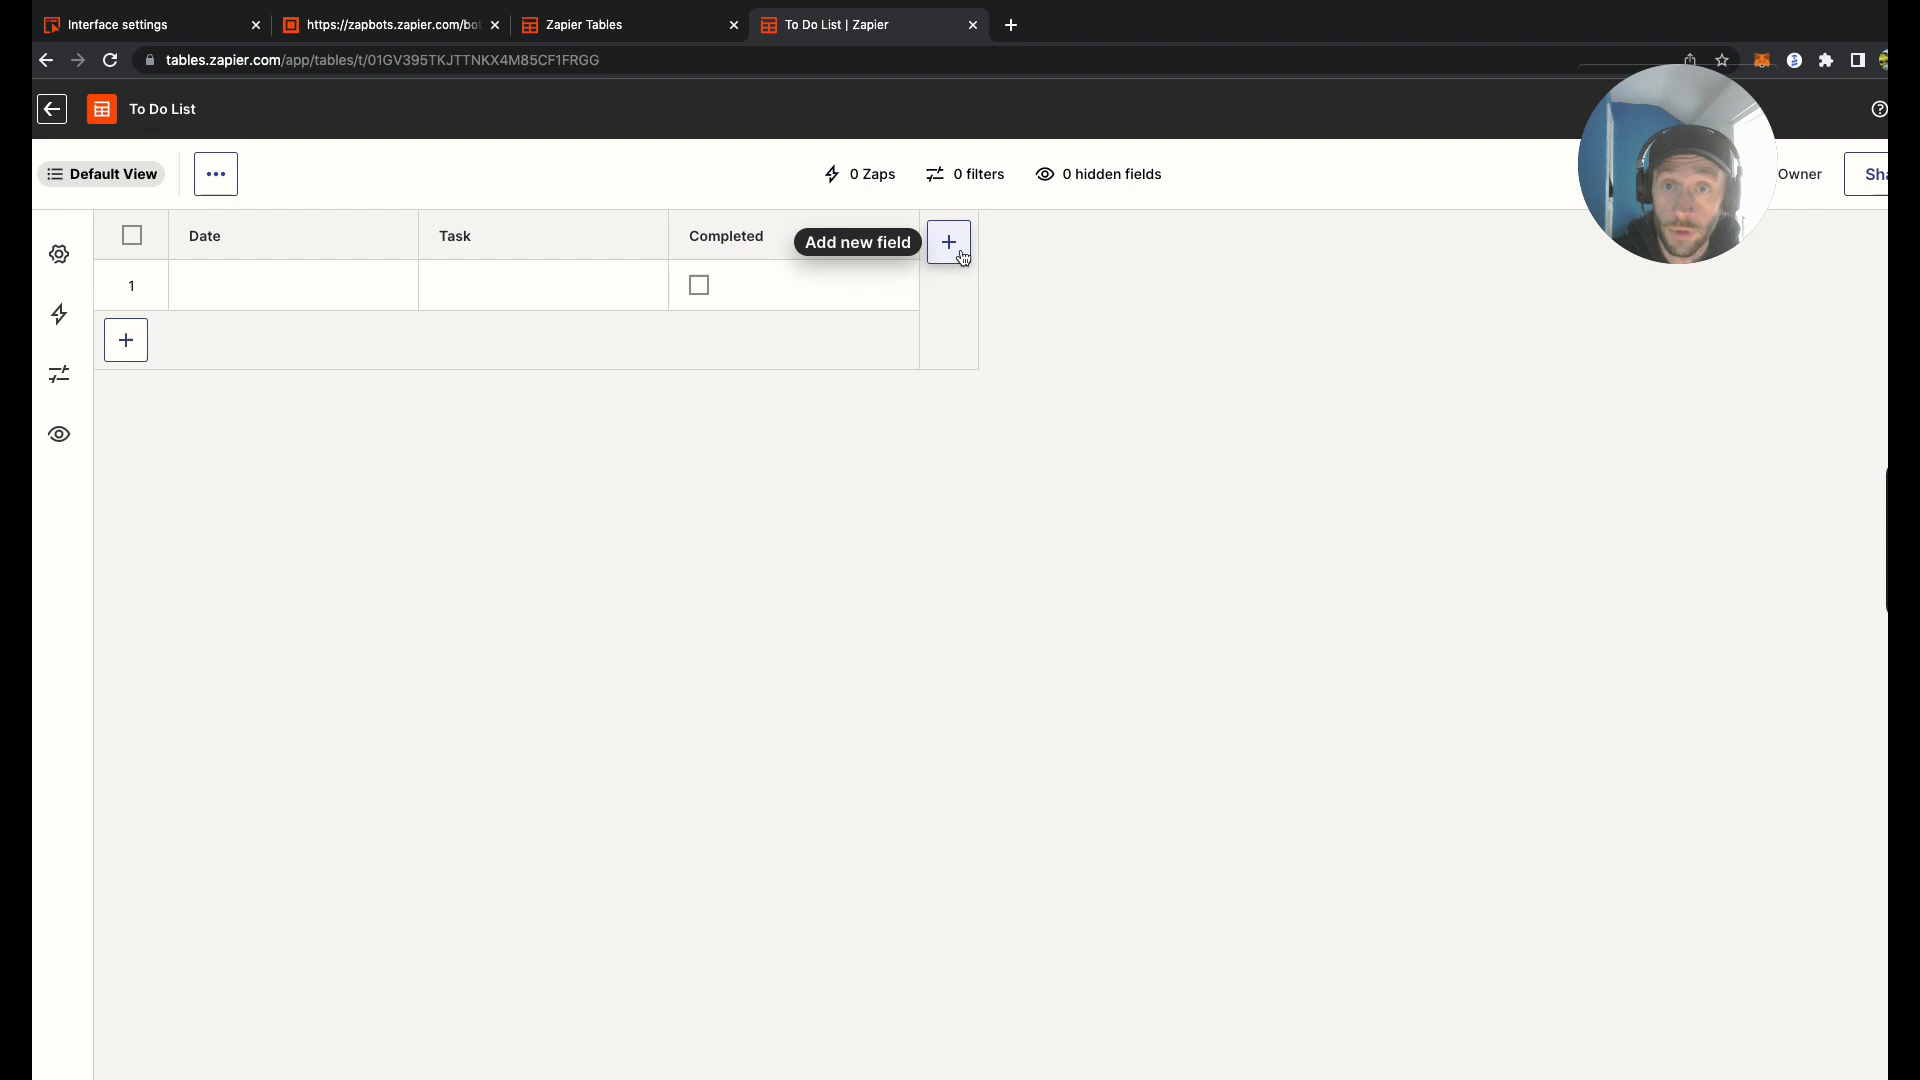 Interface settings
https://zapbots.zapier.com/bo
Zapier Tables
To Do List | Zapier
tables.zapier.com/app/tables/t/01GV395TKJTTNKX4M85CF1FRGG
To Do List
Default View
0 Zaps
0 filters
0 hidden fields
Owner
Sha
Date
Task
Completed
Add new field
1